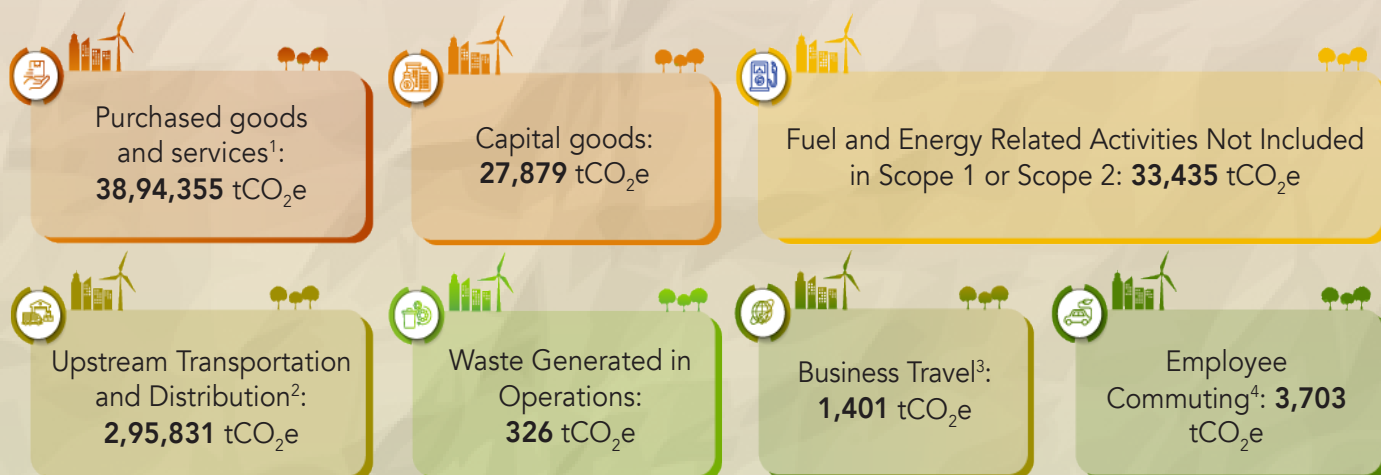 Purchased goods
and services¹:
38,94,355 tCO₂e
Capital goods:
27,879 tCO₂e
Fuel and Energy Related Activities Not Included
in Scope 1 or Scope 2: 33,435 tCO₂e
Upstream Transportation
and Distribution²:
2,95,831 tCO₂e
Waste Generated in
Operations:
326 tCO₂e
Business Travel³:
1,401 tCO₂e
Employee
Commuting⁴: 3,703
tCO₂e